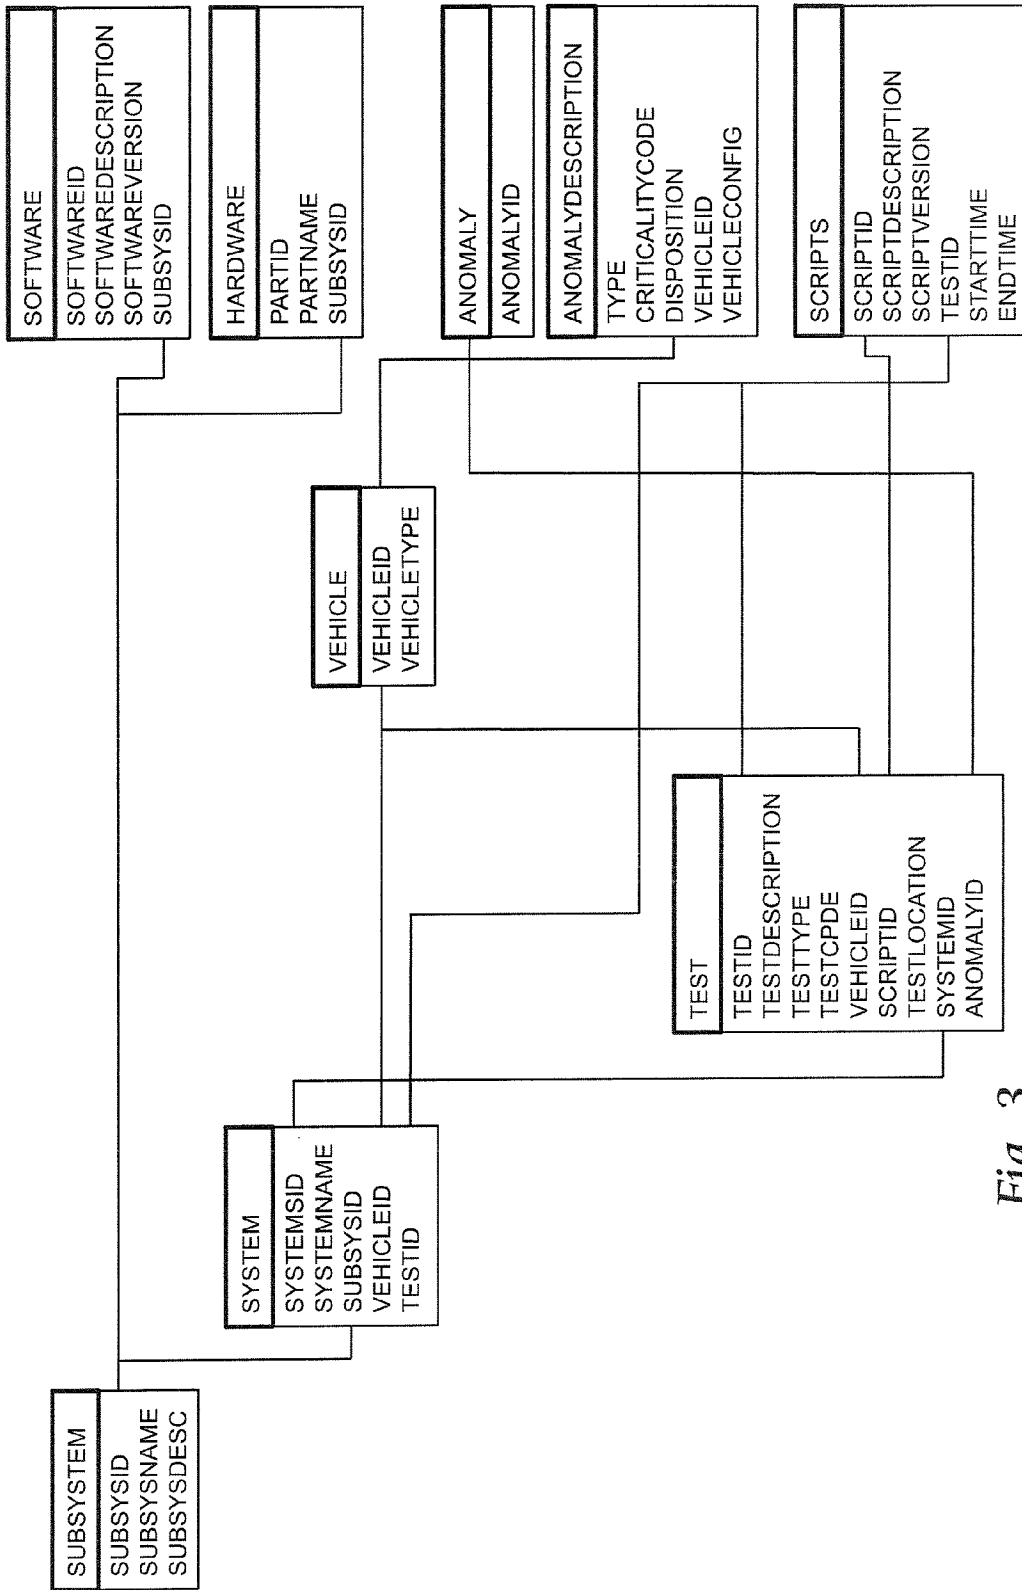 SUBSYSTEM
SUBSYSID
SUBSYSNAME
SUBSYSDESC
SYSTEM
SYSTEMSID
SYSTEMNAME
SUBSYSID
VEHICLEID
TESTID
TEST
TESTID
TESTDESCRIPTION
TESTTYPE
TESTCPDE
VEHICLEID
SCRIPTID
TESTLOCATION
SYSTEMID
ANOMALYID
VEHICLE
VEHICLEID
VEHICLETYPE
SOFTWARE
SOFTWAREID
SOFTWAREDESCRIPTION
SOFTWAREVERSION
SUBSYSID
HARDWARE
PARTID
PARTNAME
SUBSYSID
ANOMALY
ANOMALYID
ANOMALYDESCRIPTION
TYPE
CRITICALITYCODE
DISPOSITION
VEHICLEID
VEHICLECONFIG
SCRIPTS
SCRIPTID
SCRIPTDESCRIPTION
SCRIPTVERSION
TESTID
STARTTIME
ENDTIME
Fig. 3